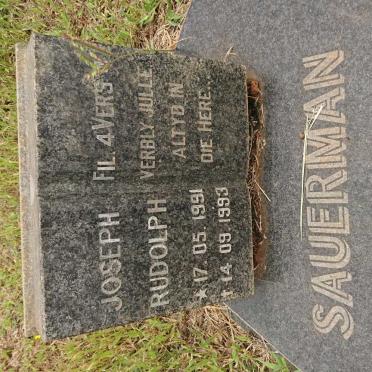 JOSEPH
RUDOLPH
* 17. 05. 1991
+ 14. 09. 1993
FIL. 4 VERS 4
VERBLY JULLE
ALTYD IN
DIE HERE.
SAUERMAN